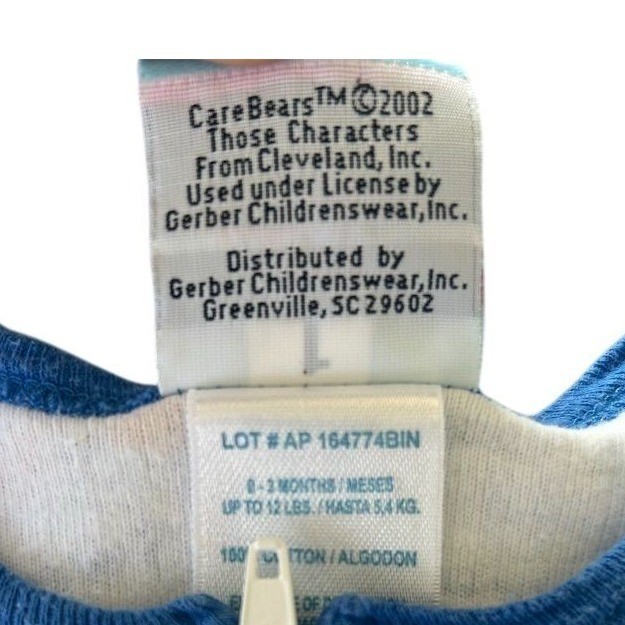 CareBears™ ©2002
Those Characters
From Cleveland, Inc.
Used under License by
Gerber Childrenswear, Inc.
Distributed by
Gerber Childrenswear, Inc.
Greenville, SC 29602
LOT # AP 164774BIN
0 - 3 MONTHS / MESES
UP TO 12 LBS. / HASTA 5,4 KG.
COTTON / ALGODON
OF